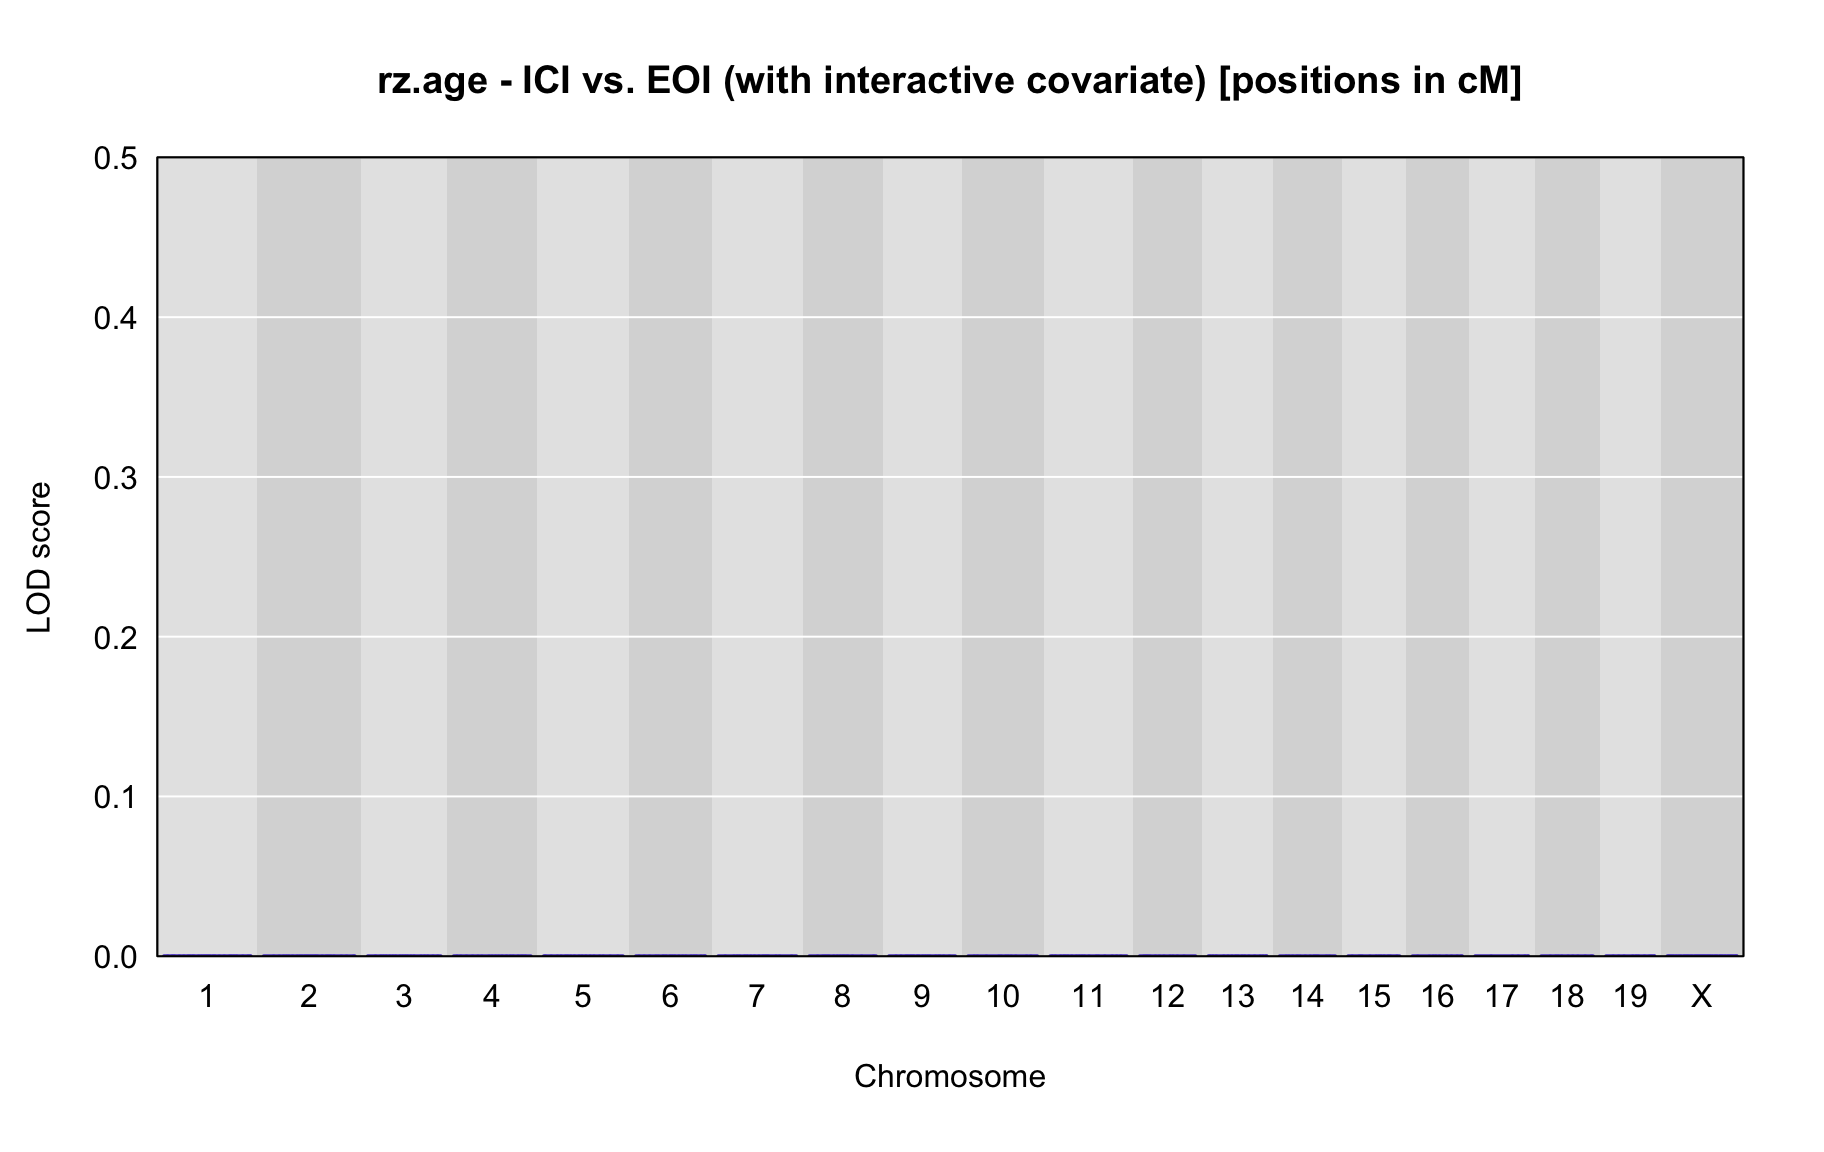 rz.age - ICI vs. EOI (with interactive covariate) [positions in cM]
0.5
0.4
0.3
0.2
0.1
0.0
LOD score
1 2 3 4 5 6 7 8 9 10 11 12 13 14 15 16 17 18 19 X
Chromosome